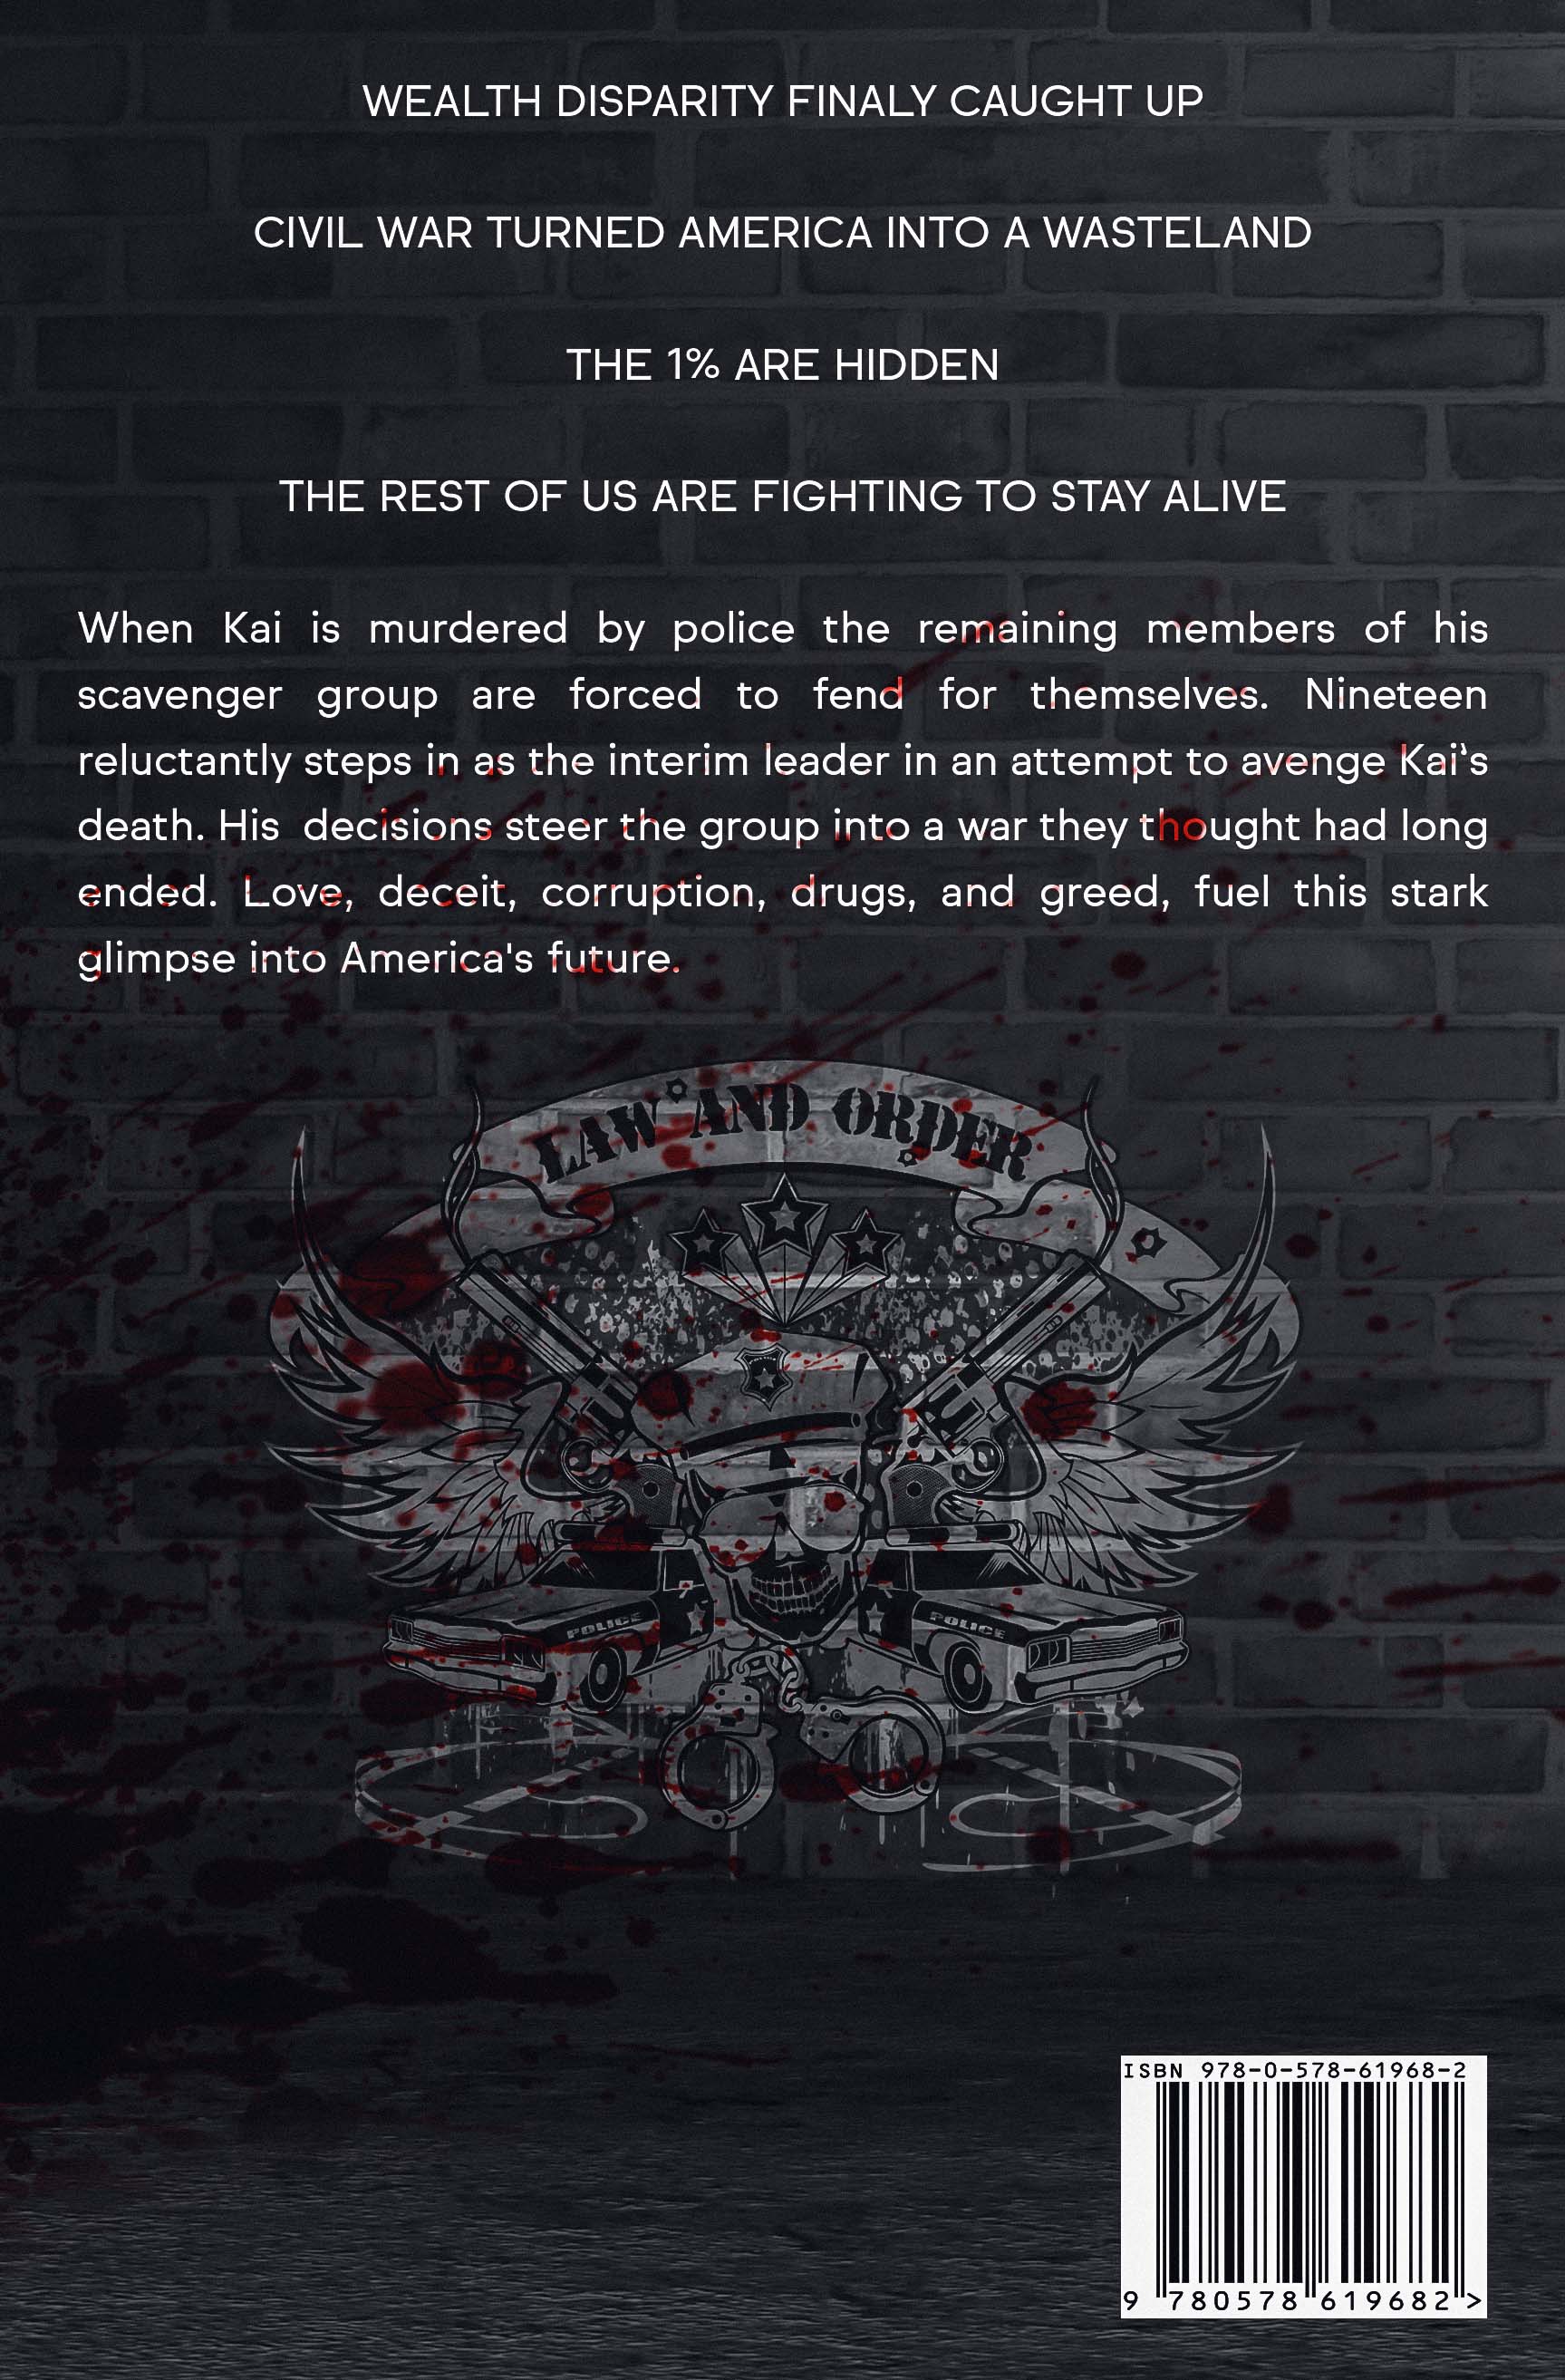 WEALTH DISPARITY FINALY CAUGHT UP
CIVIL WAR TURNED AMERICA INTO A WASTELAND
THE 1% ARE HIDDEN
THE REST OF US ARE FIGHTING TO STAY ALIVE
When Kai is murdered by police the remaining members of his
scavenger group are forced to fend for themselves. Nineteen
reluctantly steps in as the interim leader in an attempt to avenge Kai‛s
death. His decisions steer the group into a war they thought had long
ended. Love, deceit, corruption, drugs, and greed, fuel this stark
glimpse into America's future.
LAW AND ORDER
POLICE
POLICE
ISBN 978-0-578-61968-2
9 780578 619682 >